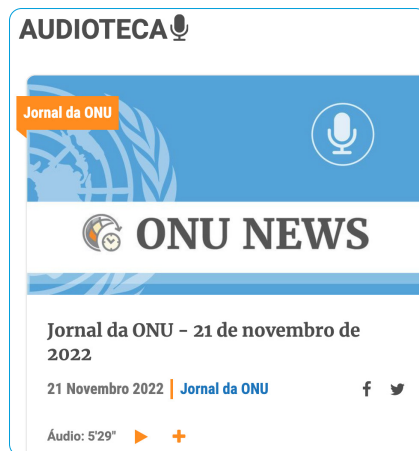 AUDIOTECA
Jornal da ONU
ONU NEWS
Jornal da ONU - 21 de novembro de
2022
21 Novembro 2022 | Jornal da ONU
Áudio: 5'29"